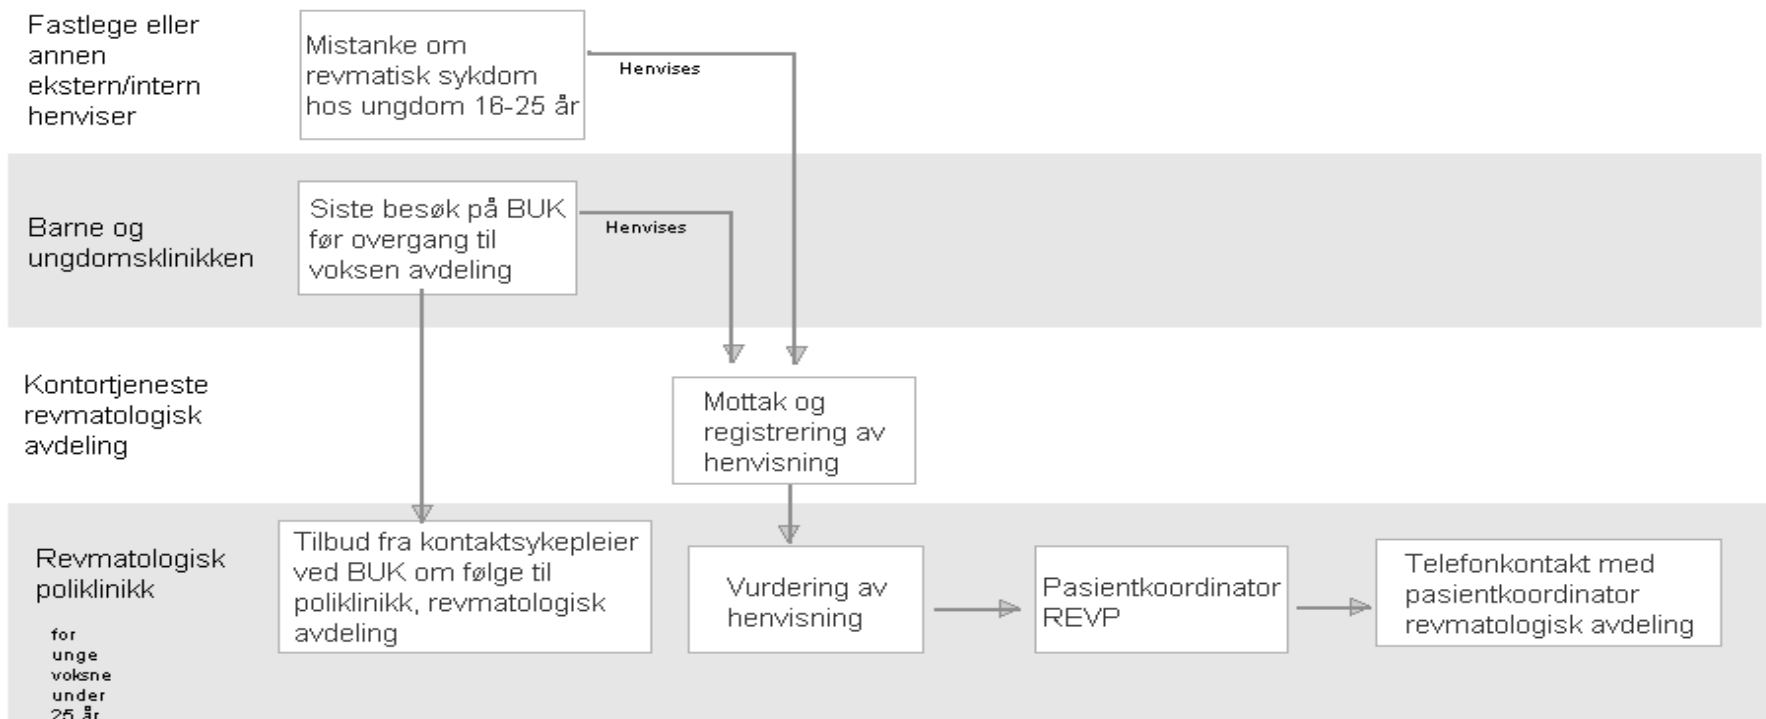 Fastlege eller
annen
ekstern/intern
henviser
Mistanke om
revmatisk sykdom
hos ungdom 16-25 år
Henvises
Barne og
ungdomsklinikken
Siste besøk på BUK
før overgang til
voksen avdeling
Henvises
Kontortjeneste
revmatologisk
avdeling
Mottak og
registrering av
henvisning
Revmatologisk
poliklinikk
for
unge
voksne
under
25 år
Tilbud fra kontaktsykepleier
ved BUK om følge til
poliklinikk, revmatologisk
avdeling
Vurdering av
henvisning
Pasientkoordinator
REVP
Telefonkontakt med
pasientkoordinator
revmatologisk avdeling